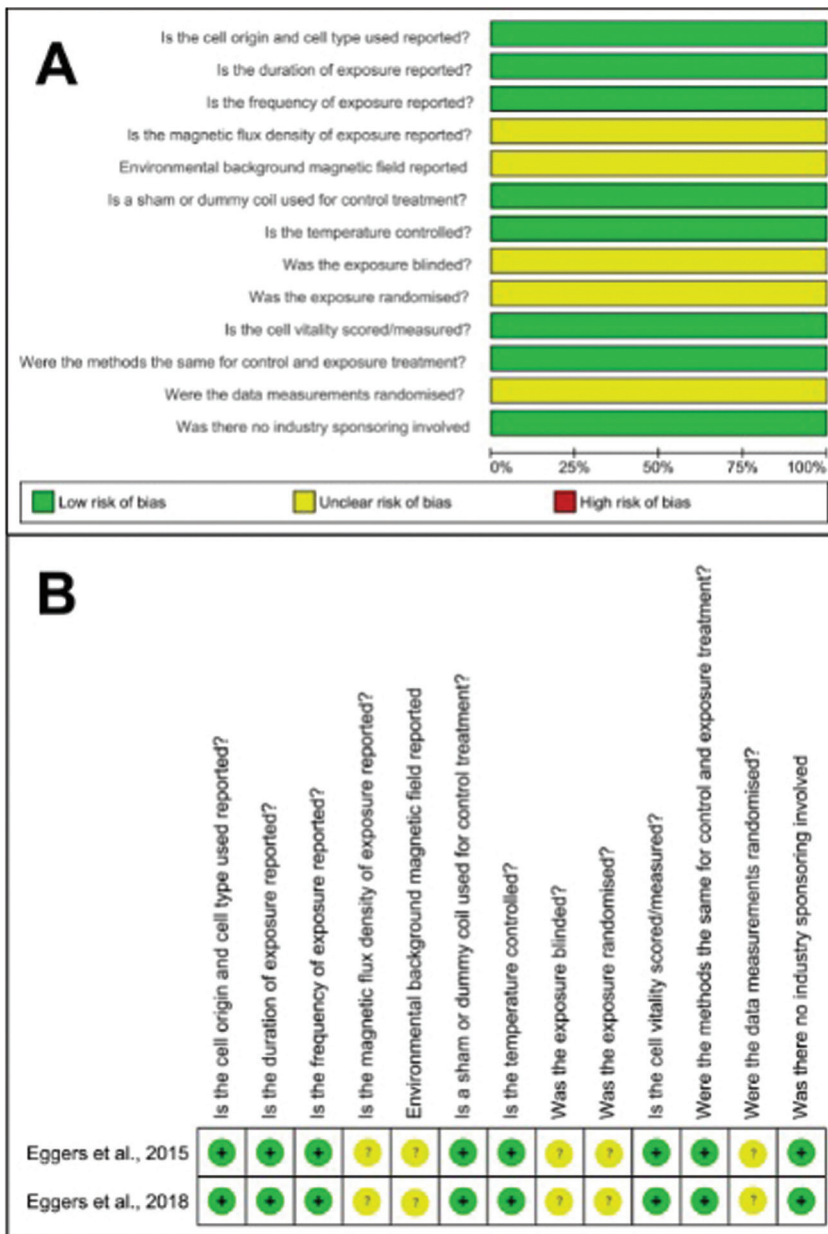 A
Is the cell origin and cell type used reported?
Is the duration of exposure reported?
Is the frequency of exposure reported?
Is the magnetic flux density of exposure reported?
Environmental background magnetic field reported
Is a sham or dummy coil used for control treatment?
Is the temperature controlled?
Was the exposure blinded?
Was the exposure randomised?
Is the cell vitality scored/measured?
Were the methods the same for control and exposure treatment?
Were the data measurements randomised?
Was there no industry sponsoring involved
0% 25% 50% 75% 100%
Low risk of bias Unclear risk of bias High risk of bias
B
Is the cell origin and cell type used reported?
Is the duration of exposure reported?
Is the frequency of exposure reported?
Is the magnetic flux density of exposure reported?
Environmental background magnetic field reported
Is a sham or dummy coil used for control treatment?
Is the temperature controlled?
Was the exposure blinded?
Was the exposure randomised?
Is the cell vitality scored/measured?
Were the methods the same for control and exposure treatment?
Were the data measurements randomised?
Was there no industry sponsoring involved
Eggers et al., 2015 + + + ? ? + + ? ? + + ? +
Eggers et al., 2018 + + + ? ? + + ? ? + + ? +